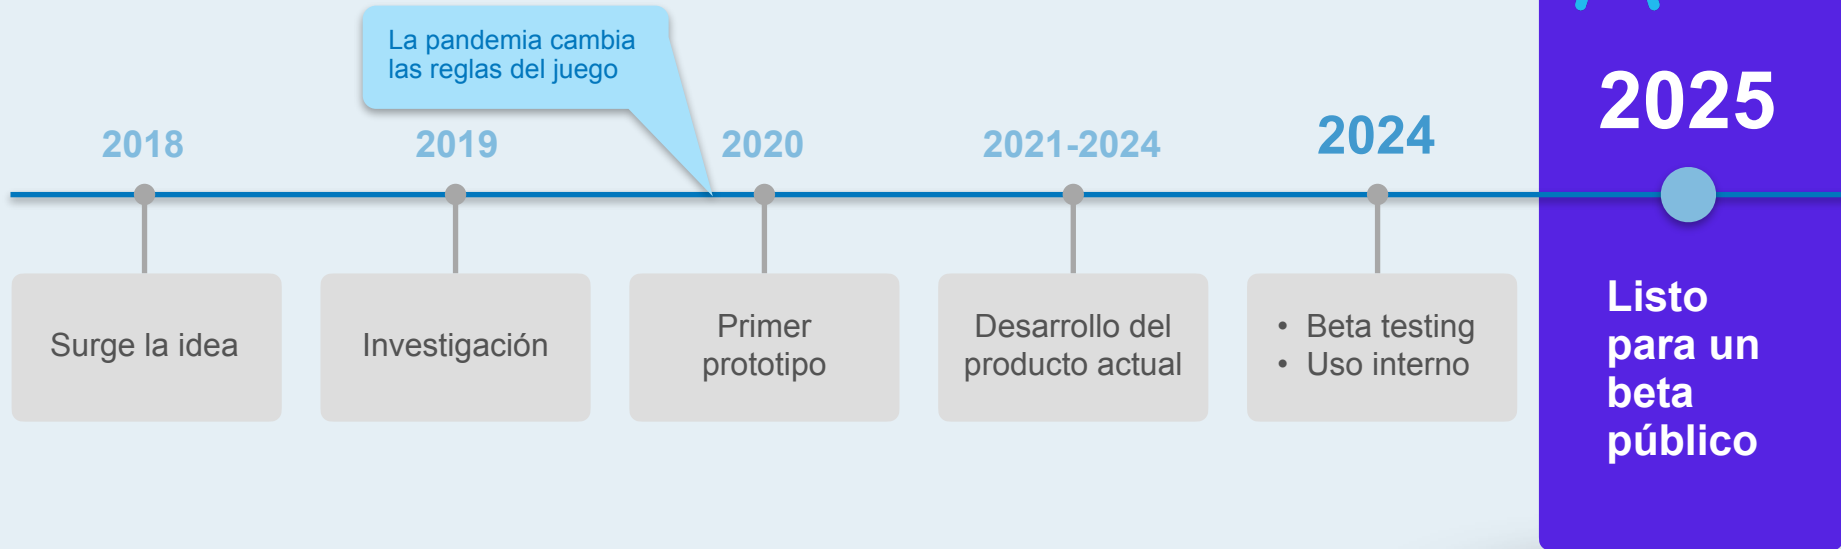 La pandemia cambia
las reglas del juego
2018
2019
2020
2021-2024
2024
2025
Surge la idea
Investigación
Primer
prototipo
Desarrollo del
producto actual
• Beta testing
• Uso interno
Listo
para un
beta
público